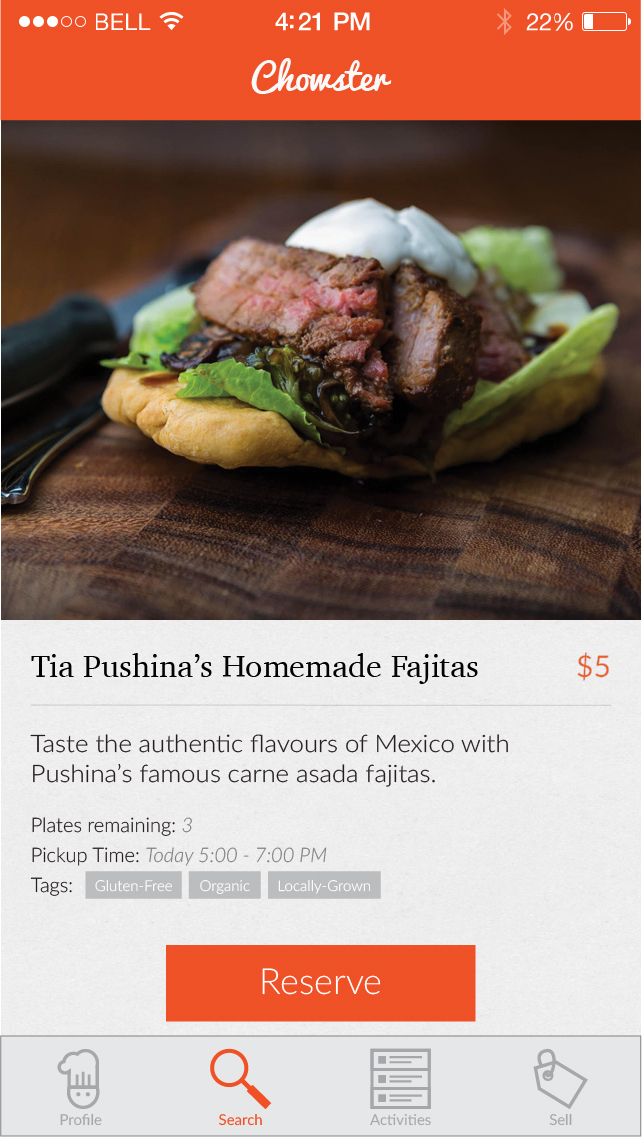 BELL 4:21 PM 22%
Chowster
Tia Pushina’s Homemade Fajitas $5
Taste the authentic flavours of Mexico with
Pushina’s famous carne asada fajitas.
Plates remaining: 3
Pickup Time: Today 5:00 - 7:00 PM
Tags: Gluten-Free Organic Locally-Grown
Reserve
Profile Search Activities Sell